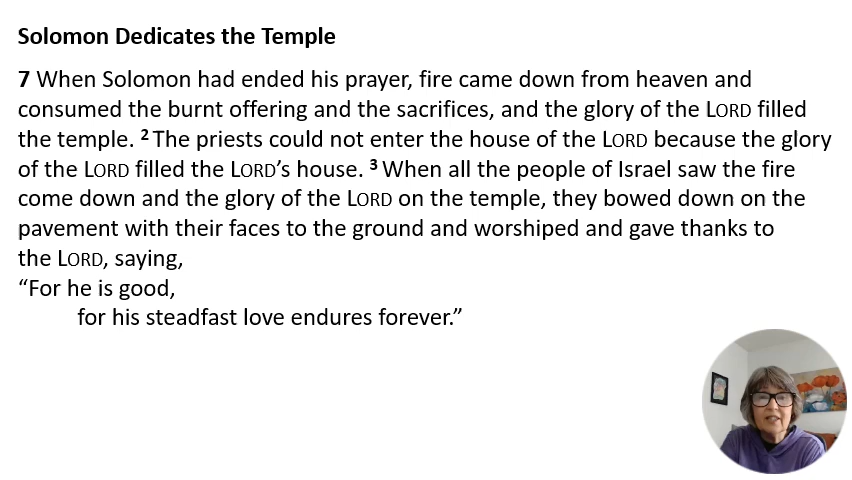 Solomon Dedicates the Temple
7 When Solomon had ended his prayer, fire came down from heaven and
consumed the burnt offering and the sacrifices, and the glory of the LORD filled
the temple. 2 The priests could not enter the house of the LORD because the glory
of the LORD filled the LORD’s house. 3 When all the people of Israel saw the fire
come down and the glory of the LORD on the temple, they bowed down on the
pavement with their faces to the ground and worshiped and gave thanks to
the LORD, saying,
“For he is good,
for his steadfast love endures forever.”